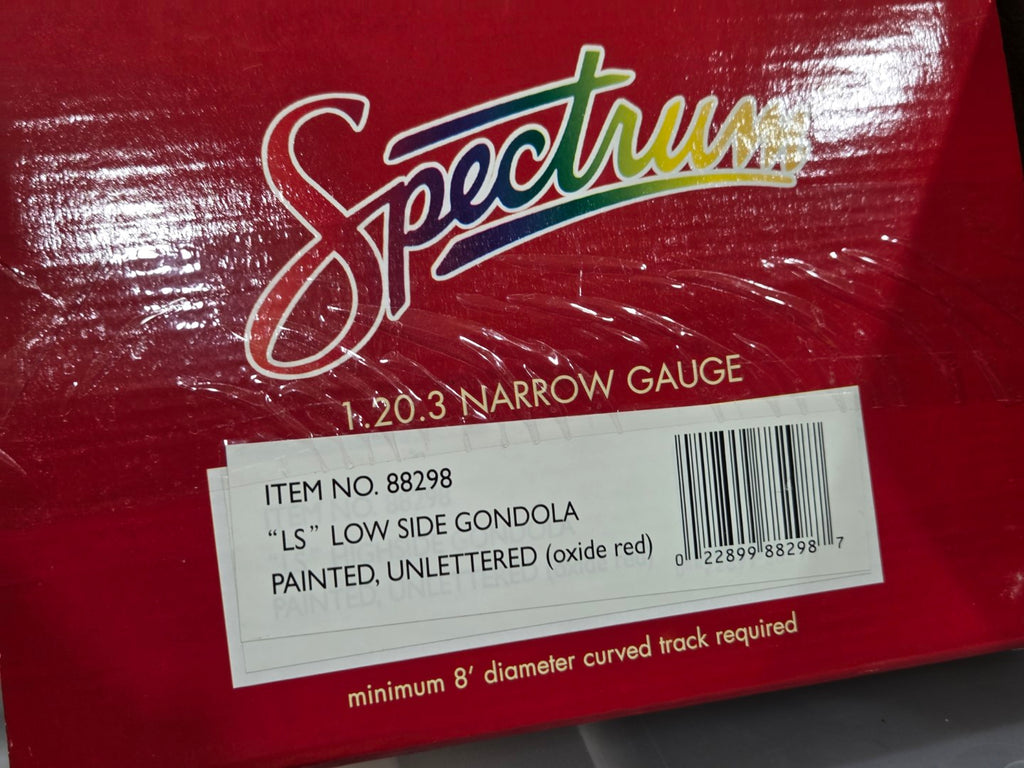 Spectrum
1.20.3 NARROW GAUGE
ITEM NO. 88298
“LS” LOW SIDE GONDOLA
PAINTED, UNLETTERED (oxide red)
0 22899 88298 7
minimum 8' diameter curved track required